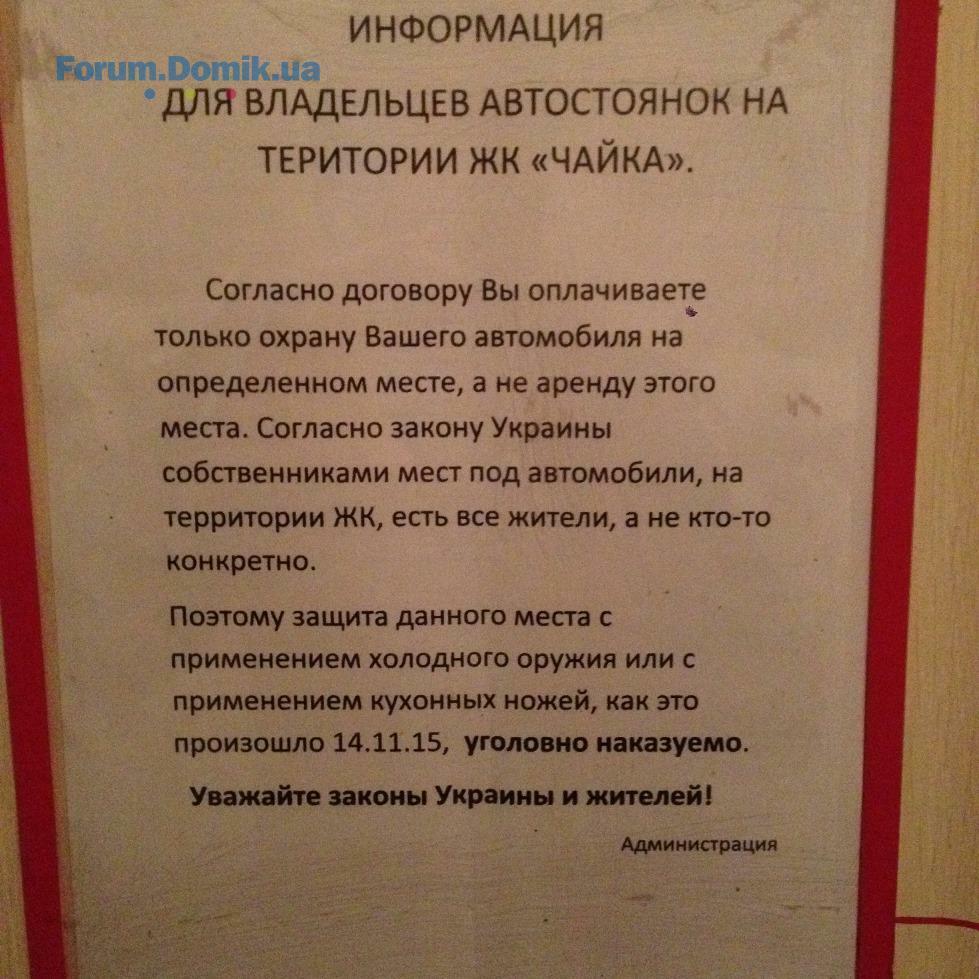 ИНФОРМАЦИЯ
Forum.Domik.ua
ДЛЯ ВЛАДЕЛЬЦЕВ АВТОСТОЯНОК НА
ТЕРИТОРИИ ЖК «ЧАЙКА».
Согласно договору Вы оплачиваете
только охрану Вашего автомобиля на
определенном месте, а не аренду этого
места. Согласно закону Украины
собственниками мест под автомобили, на
территории ЖК, есть все жители, а не кто-то
конкретно.
Поэтому защита данного места с
применением холодного оружия или с
применением кухонных ножей, как это
произошло 14.11.15, уголовно наказуемо.
Уважайте законы Украины и жителей!
Администрация